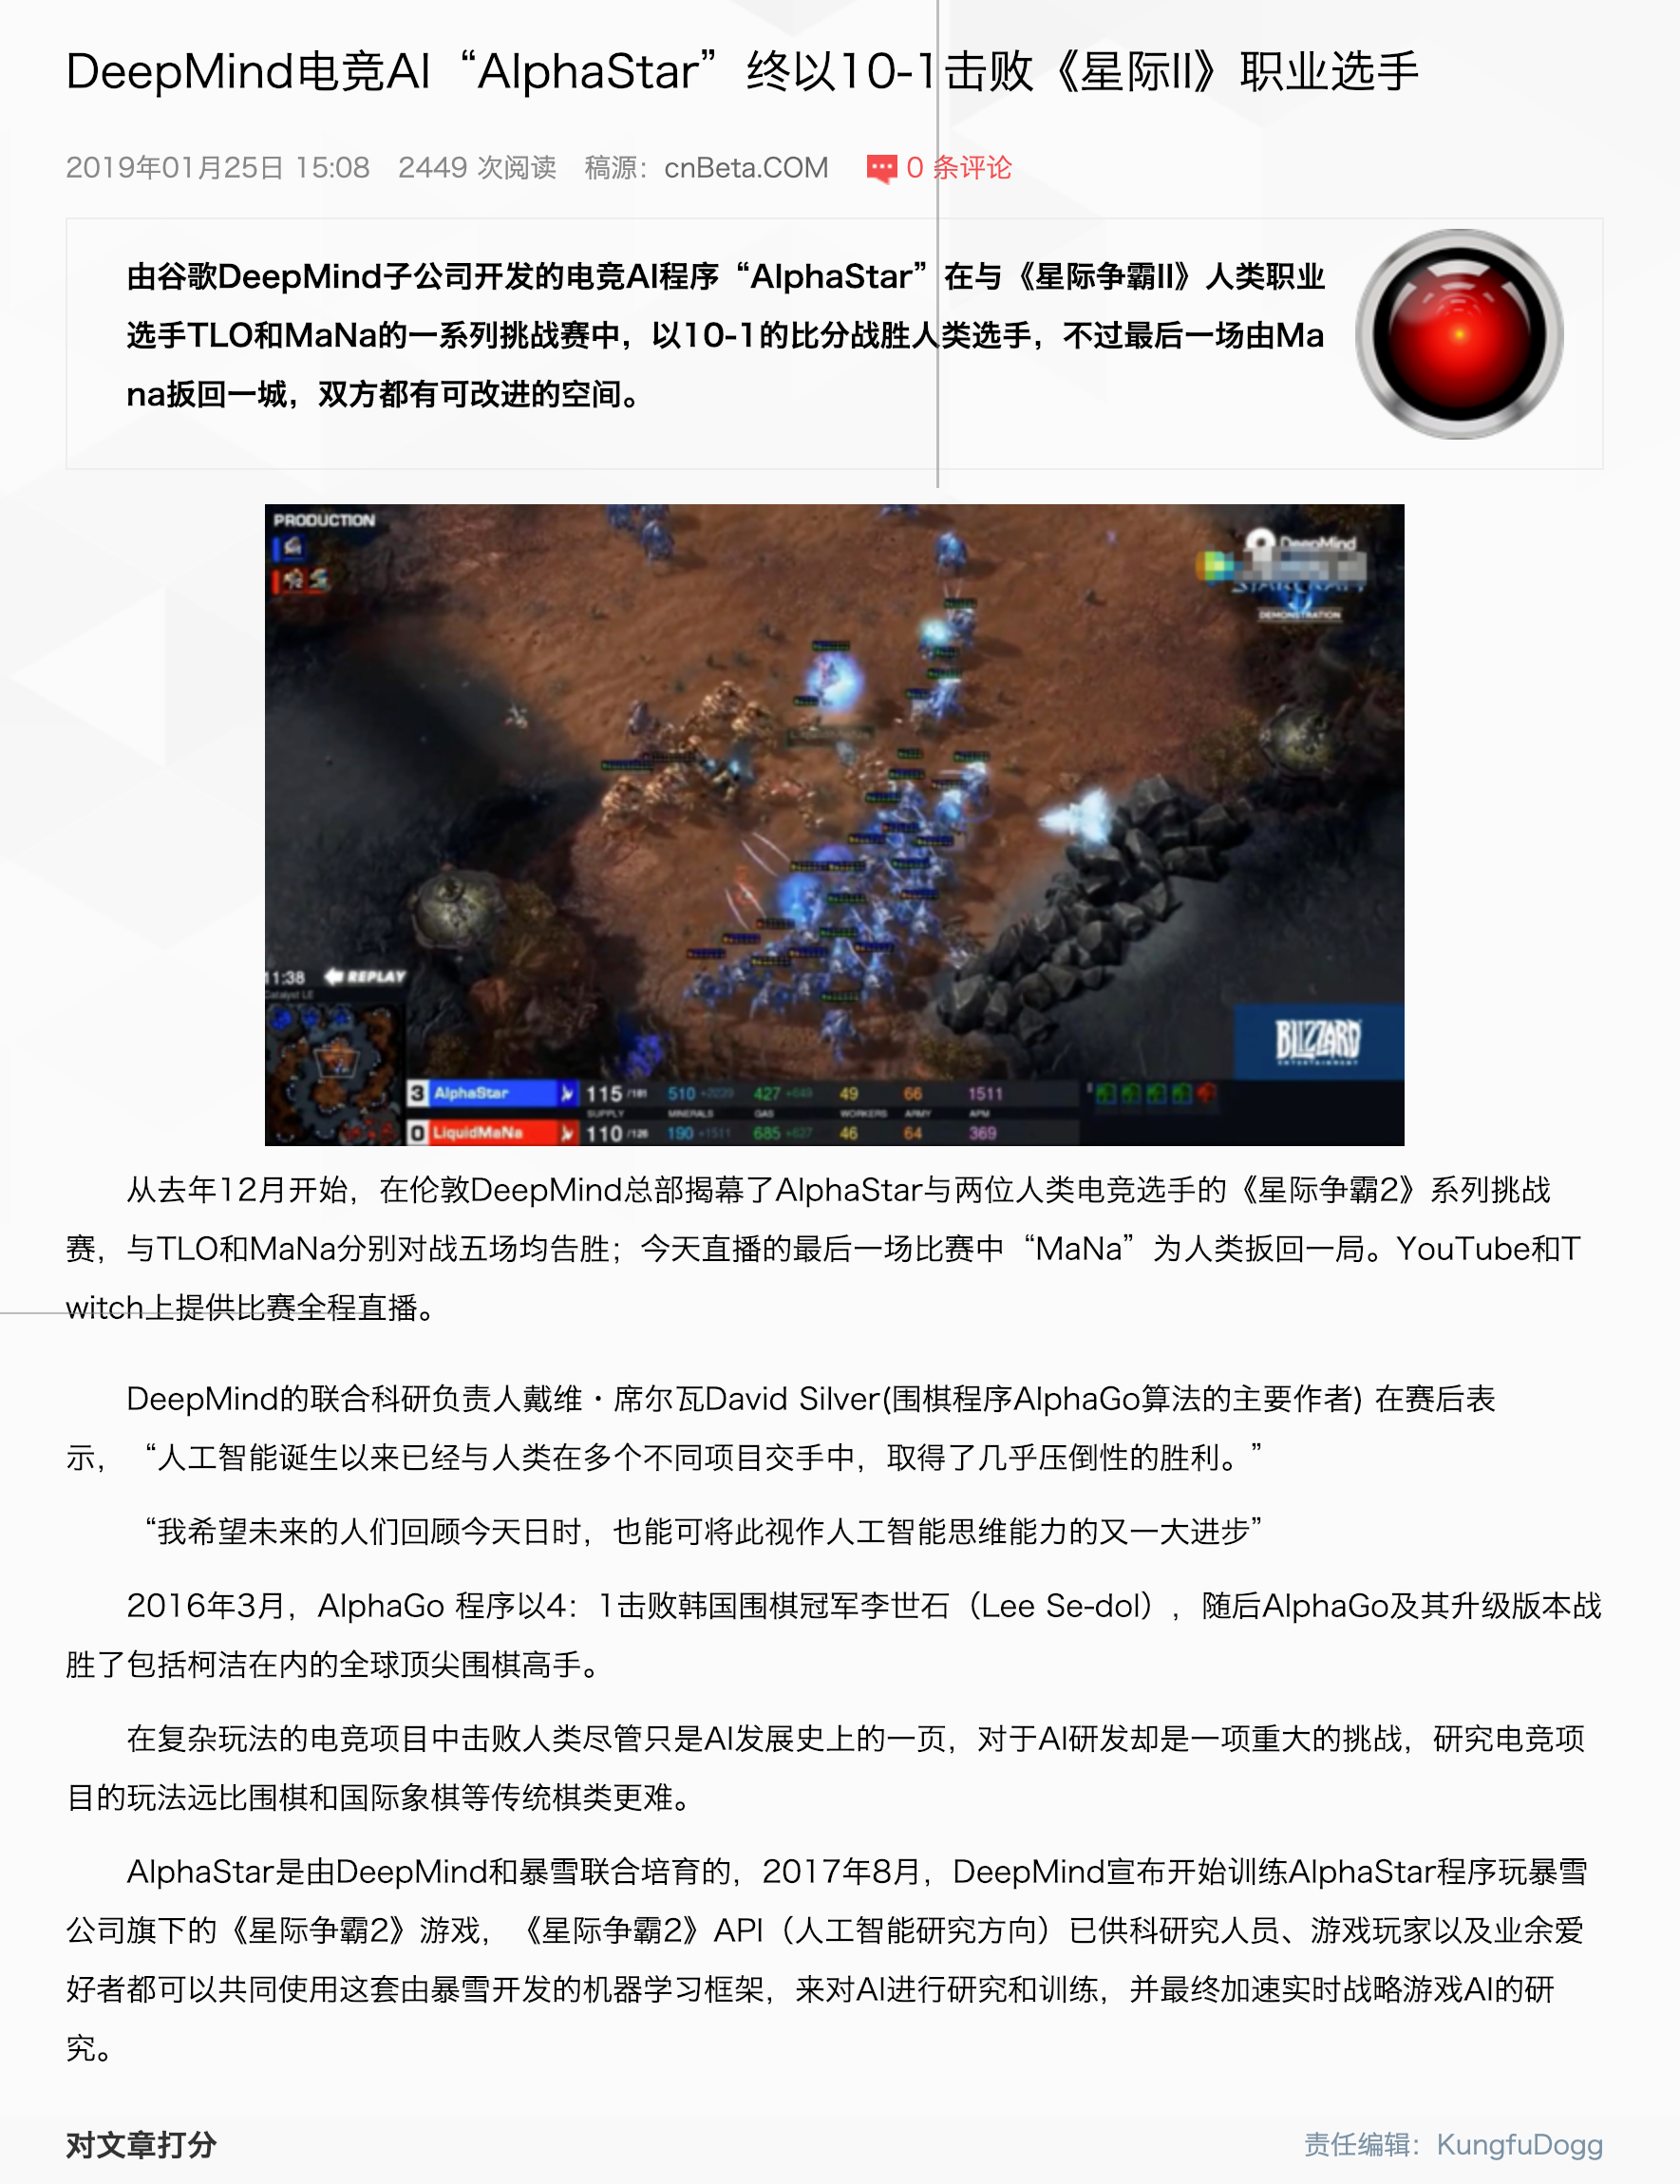 DeepMind电竞AI“AlphaStar”终以10-1击败《星际II》职业选手
2019年01月25日 15:08 2449 次阅读 稿源：cnBeta.COM 0 条评论
由谷歌DeepMind子公司开发的电竞AI程序“AlphaStar”在与《星际争霸II》人类职业
选手TLO和MaNa的一系列挑战赛中，以10-1的比分战胜人类选手，不过最后一场由Ma
na扳回一城，双方都有可改进的空间。
PRODUCTION
DeepMind
STARCRAFT
DEMONSTRATION
11:38 REPLAY
Catalyst LE
BLIZZARD
ENTERTAINMENT
3 AlphaStar 115 /181 510 427 49 66 1511
SUPPLY MINERALS GAS WORKERS ARMY APM
0 LiquidMaNa 110 /126 190 685 46 64 369
从去年12月开始，在伦敦DeepMind总部揭幕了AlphaStar与两位人类电竞选手的《星际争霸2》系列挑战
赛，与TLO和MaNa分别对战五场均告胜；今天直播的最后一场比赛中“MaNa”为人类扳回一局。YouTube和T
witch上提供比赛全程直播。
DeepMind的联合科研负责人戴维・席尔瓦David Silver(围棋程序AlphaGo算法的主要作者) 在赛后表
示，“人工智能诞生以来已经与人类在多个不同项目交手中，取得了几乎压倒性的胜利。”
“我希望未来的人们回顾今天日时，也能可将此视作人工智能思维能力的又一大进步”
2016年3月，AlphaGo 程序以4：1击败韩国围棋冠军李世石（Lee Se-dol），随后AlphaGo及其升级版本战
胜了包括柯洁在内的全球顶尖围棋高手。
在复杂玩法的电竞项目中击败人类尽管只是AI发展史上的一页，对于AI研发却是一项重大的挑战，研究电竞项
目的玩法远比围棋和国际象棋等传统棋类更难。
AlphaStar是由DeepMind和暴雪联合培育的，2017年8月，DeepMind宣布开始训练AlphaStar程序玩暴雪
公司旗下的《星际争霸2》游戏，《星际争霸2》API（人工智能研究方向）已供科研究人员、游戏玩家以及业余爱
好者都可以共同使用这套由暴雪开发的机器学习框架，来对AI进行研究和训练，并最终加速实时战略游戏AI的研
究。
对文章打分 责任编辑：KungfuDogg